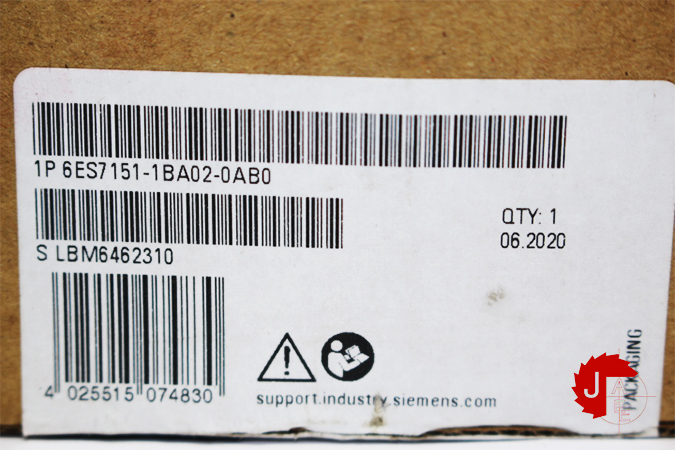 1P 6ES7151-1BA02-0AB0
S LBM6462310
QTY: 1
06.2020
4 025515 074830
support.industry.siemens.com
PACKAGING
J